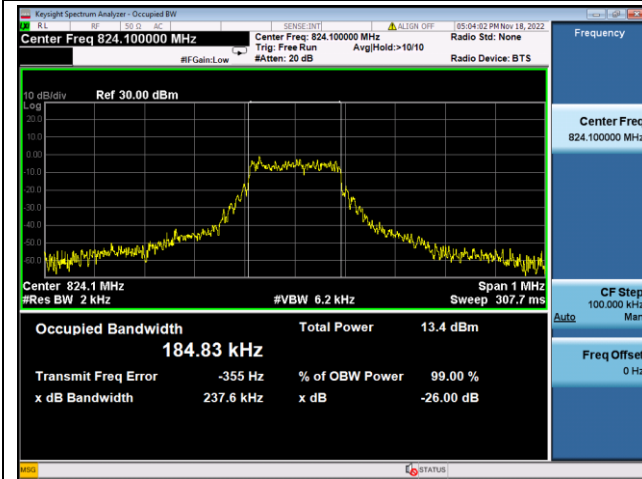 Keysight Spectrum Analyzer - Occupied BW
RL RF 50 Ω AC SENSE:INT ALIGN OFF 05:04:02 PM Nov 18, 2022
Center Freq 824.100000 MHz
Center Freq: 824.100000 MHz Radio Std: None
Trig: Free Run Avg|Hold:>10/10
#IFGain:Low #Atten: 20 dB Radio Device: BTS
10 dB/div Ref 30.00 dBm
Log
20.0
10.0
0.00
-10.0
-20.0
-30.0
-40.0
-50.0
-60.0
Center 824.1 MHz Span 1 MHz
#Res BW 2 kHz #VBW 6.2 kHz Sweep 307.7 ms
Occupied Bandwidth Total Power 13.4 dBm
184.83 kHz
Transmit Freq Error -355 Hz % of OBW Power 99.00 %
x dB Bandwidth 237.6 kHz x dB -26.00 dB
MSG STATUS
Frequency
Center Freq
824.100000 MHz
CF Step
100.000 kHz
Auto Man
Freq Offset
0 Hz